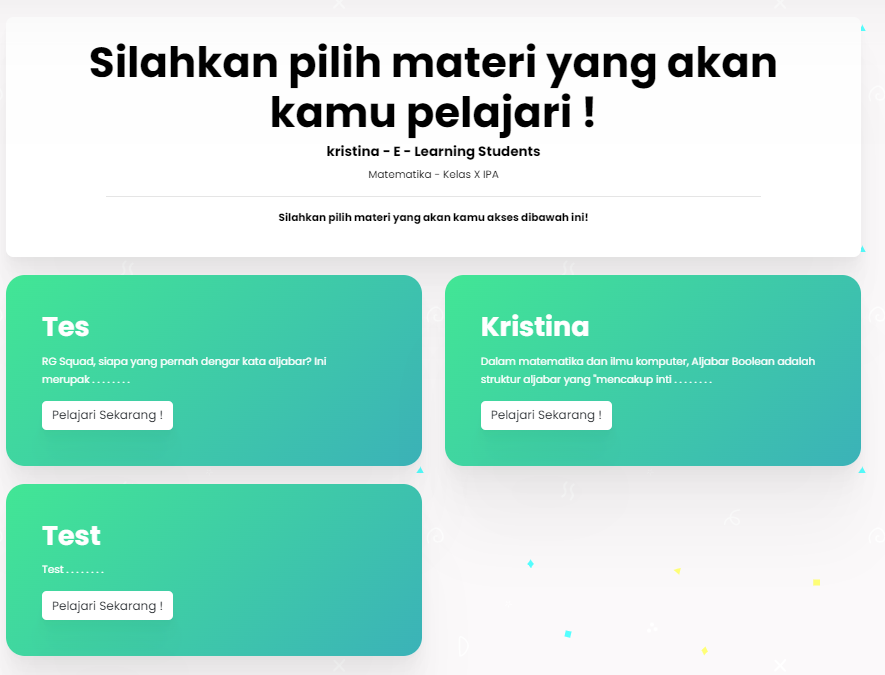 Silahkan pilih materi yang akan
kamu pelajari !
kristina - E - Learning Students
Matematika - Kelas X IPA
Silahkan pilih materi yang akan kamu akses dibawah ini!
Tes
RG Squad, siapa yang pernah dengar kata aljabar? Ini
merupak . . . . . . . .
Pelajari Sekarang !
Kristina
Dalam matematika dan ilmu komputer, Aljabar Boolean adalah
struktur aljabar yang "mencakup inti . . . . . . . .
Pelajari Sekarang !
Test
Test . . . . . . . .
Pelajari Sekarang !